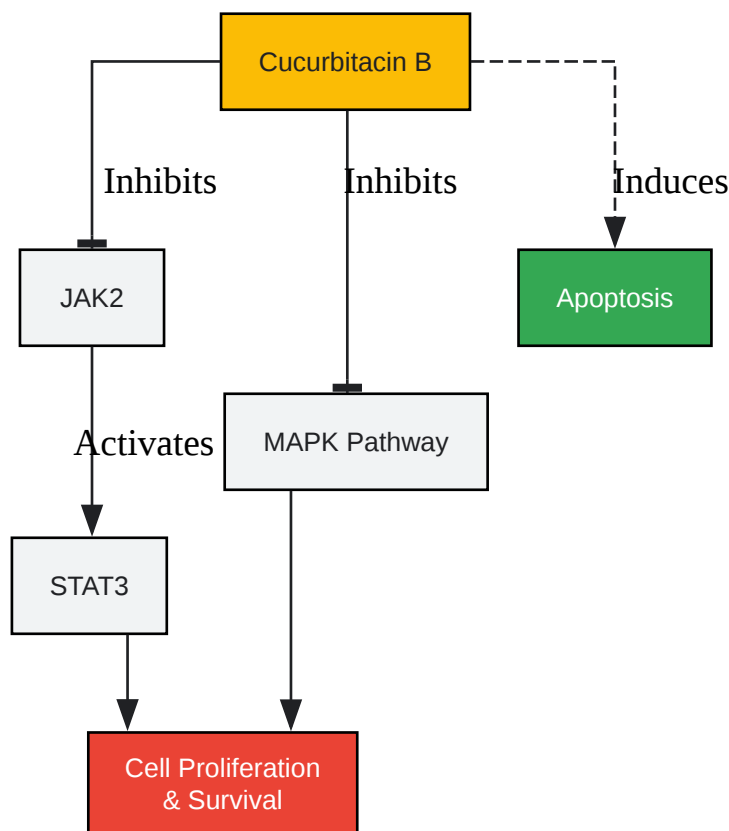 Cucurbitacin B
Inhibits
Inhibits
Induces
JAK2
Apoptosis
Activates
MAPK Pathway
STAT3
Cell Proliferation
& Survival